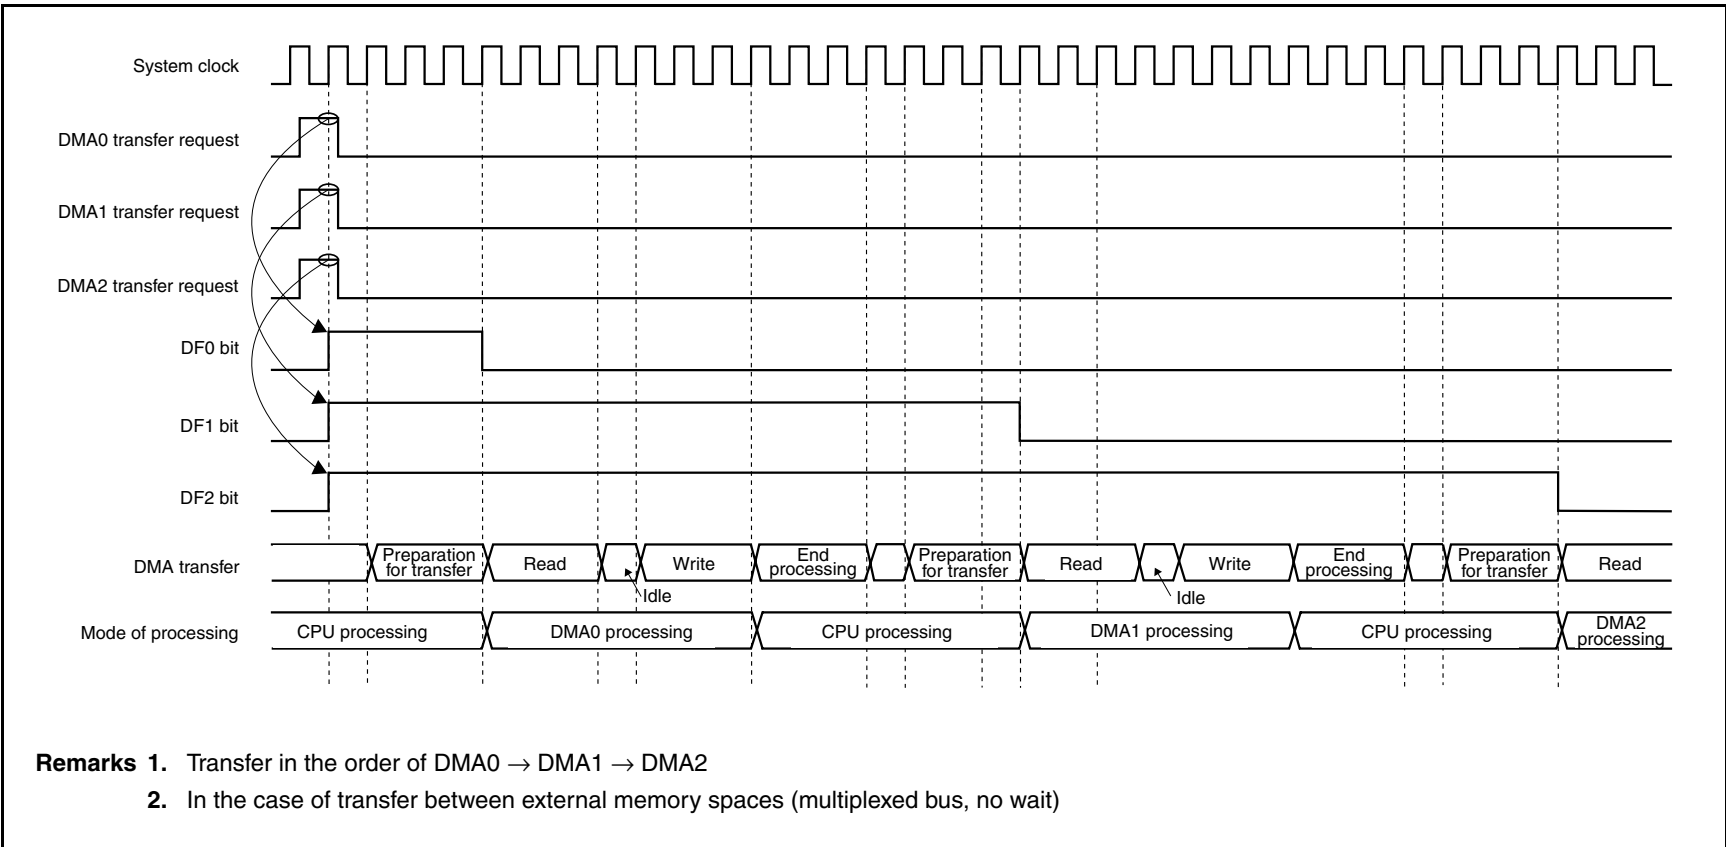 System clock
DMA0 transfer request
DMA1 transfer request
DMA2 transfer request
DF0 bit
DF1 bit
DF2 bit
DMA transfer
Preparation
for transfer
Read
Idle
Write
End
processing
Preparation
for transfer
Read
Idle
Write
End
processing
Preparation
for transfer
Read
Mode of processing
CPU processing
DMA0 processing
CPU processing
DMA1 processing
CPU processing
DMA2
processing
Remarks 1. Transfer in the order of DMA0 → DMA1 → DMA2
2. In the case of transfer between external memory spaces (multiplexed bus, no wait)